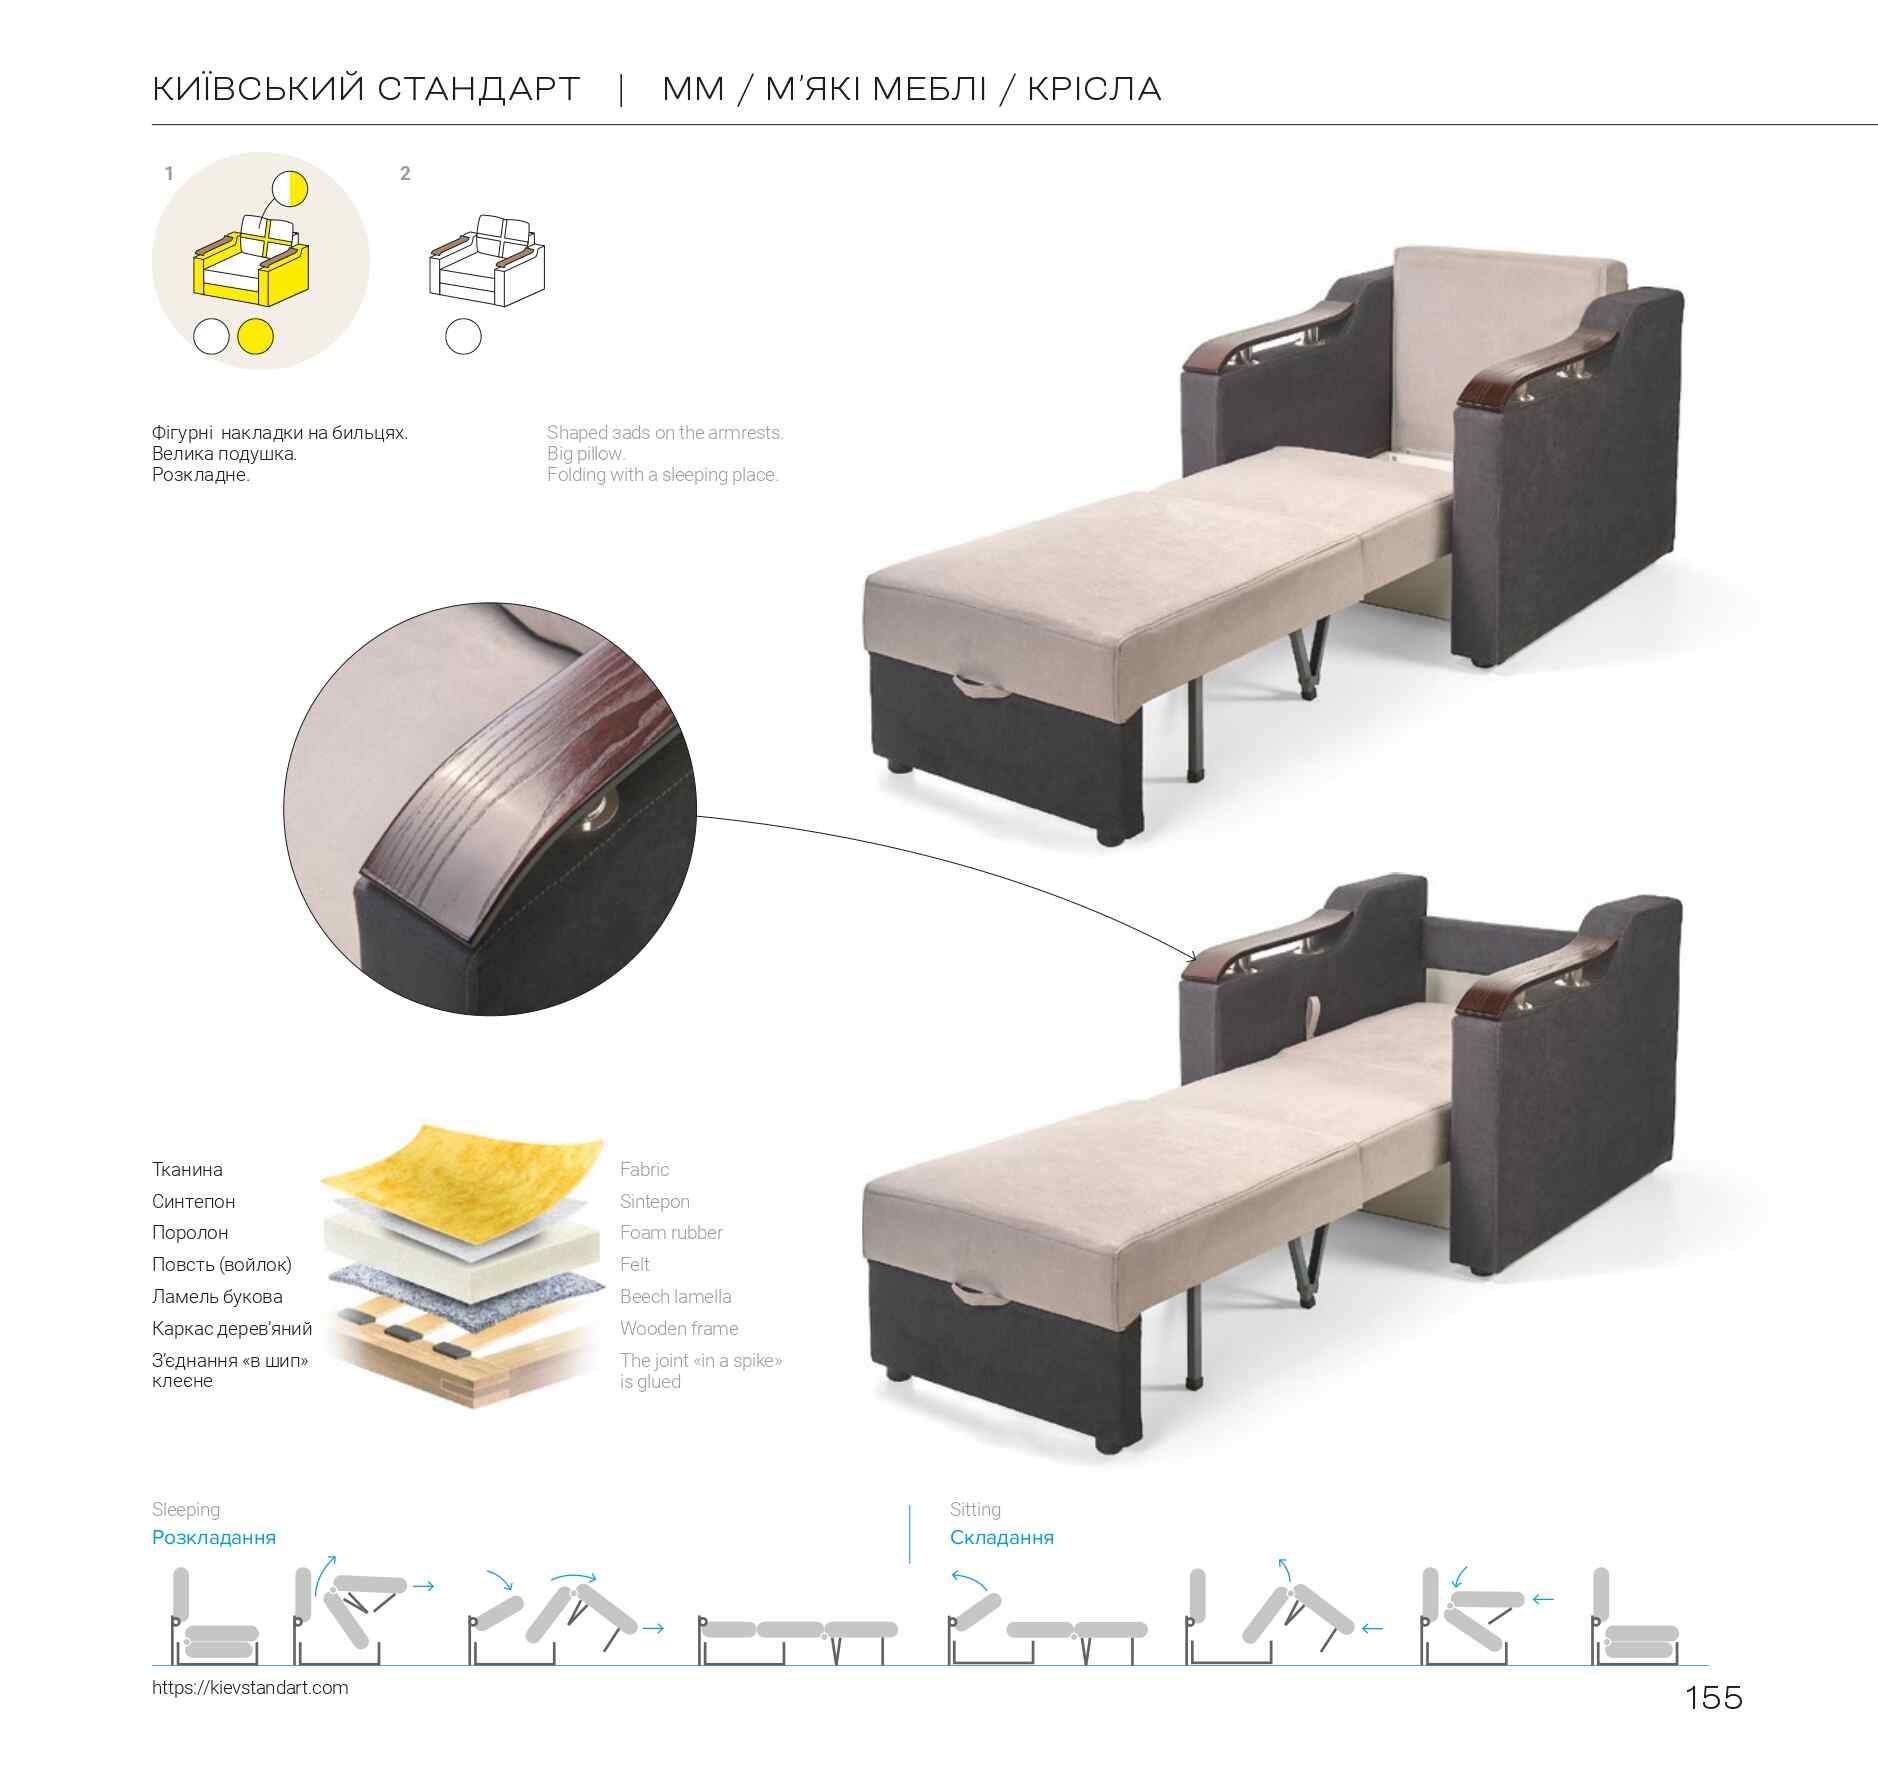 КИЇВСЬКИЙ СТАНДАРТ | ММ / М'ЯКІ МЕБЛІ / КРІСЛА
1
2
Фігурні накладки на бильцях.
Велика подушка.
Розкладне.
Shaped зads on the armrests.
Big pillow.
Folding with a sleeping place.
Тканина
Синтепон
Поролон
Повсть (войлок)
Ламель букова
Каркас дерев'яний
З'єднання «в шип»
клеєне
Fabric
Sintepon
Foam rubber
Felt
Beech lamella
Wooden frame
The joint «in a spike»
is glued
Sleeping
Розкладання
Sitting
Складання
https://kievstandart.com
155